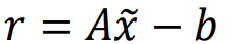 r = Ax̃ − b